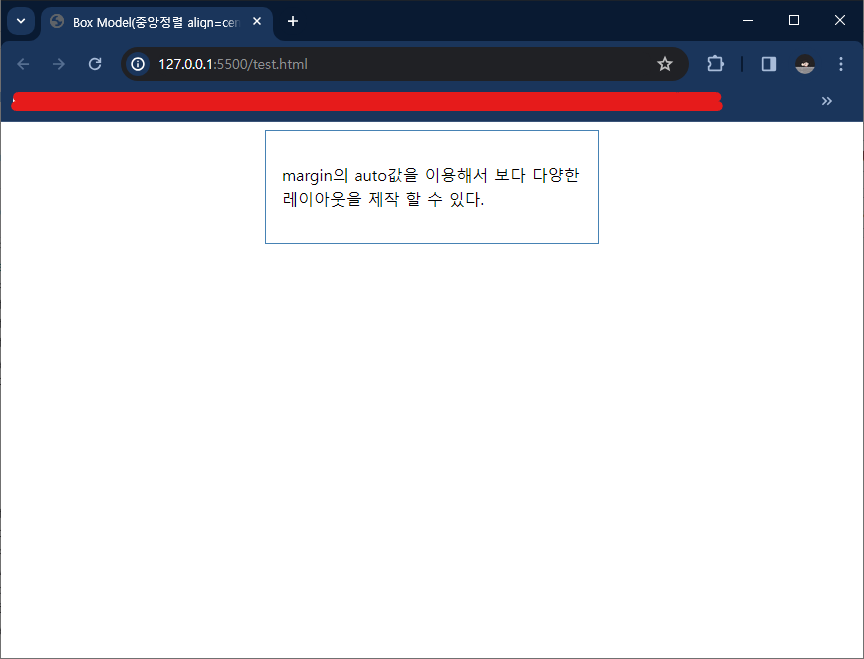 Box Model(중앙정렬 align=cen
127.0.0.1:5500/test.html
margin의 auto값을 이용해서 보다 다양한
레이아웃을 제작 할 수 있다.